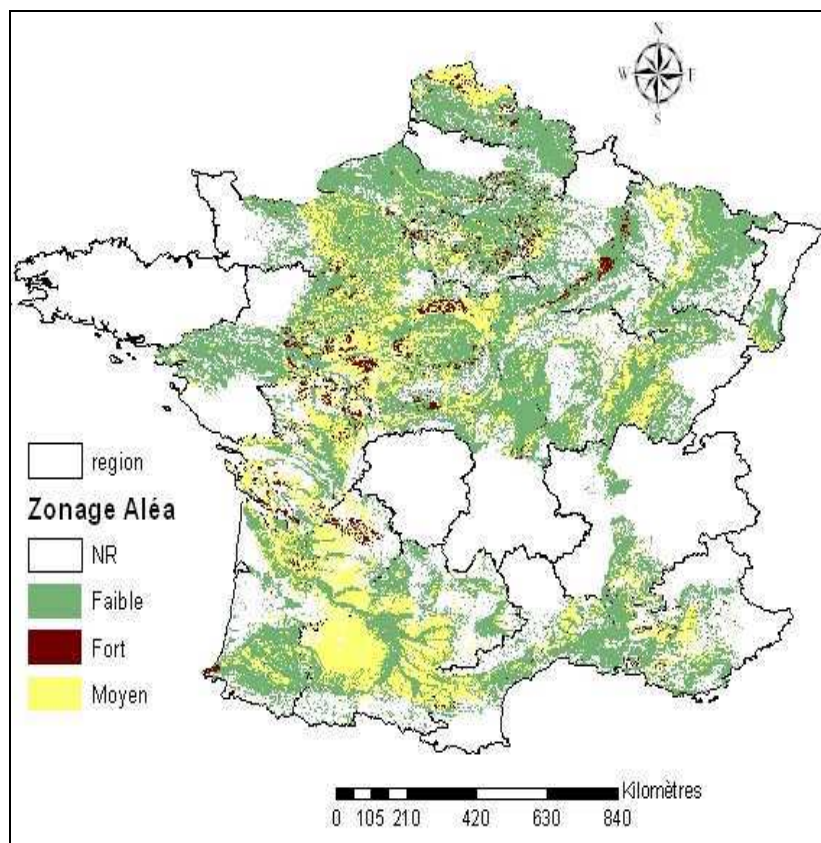 N
W E
S
region
Zonage Aléa
NR
Faible
Fort
Moyen
Kilomètres
0 105 210 420 630 840